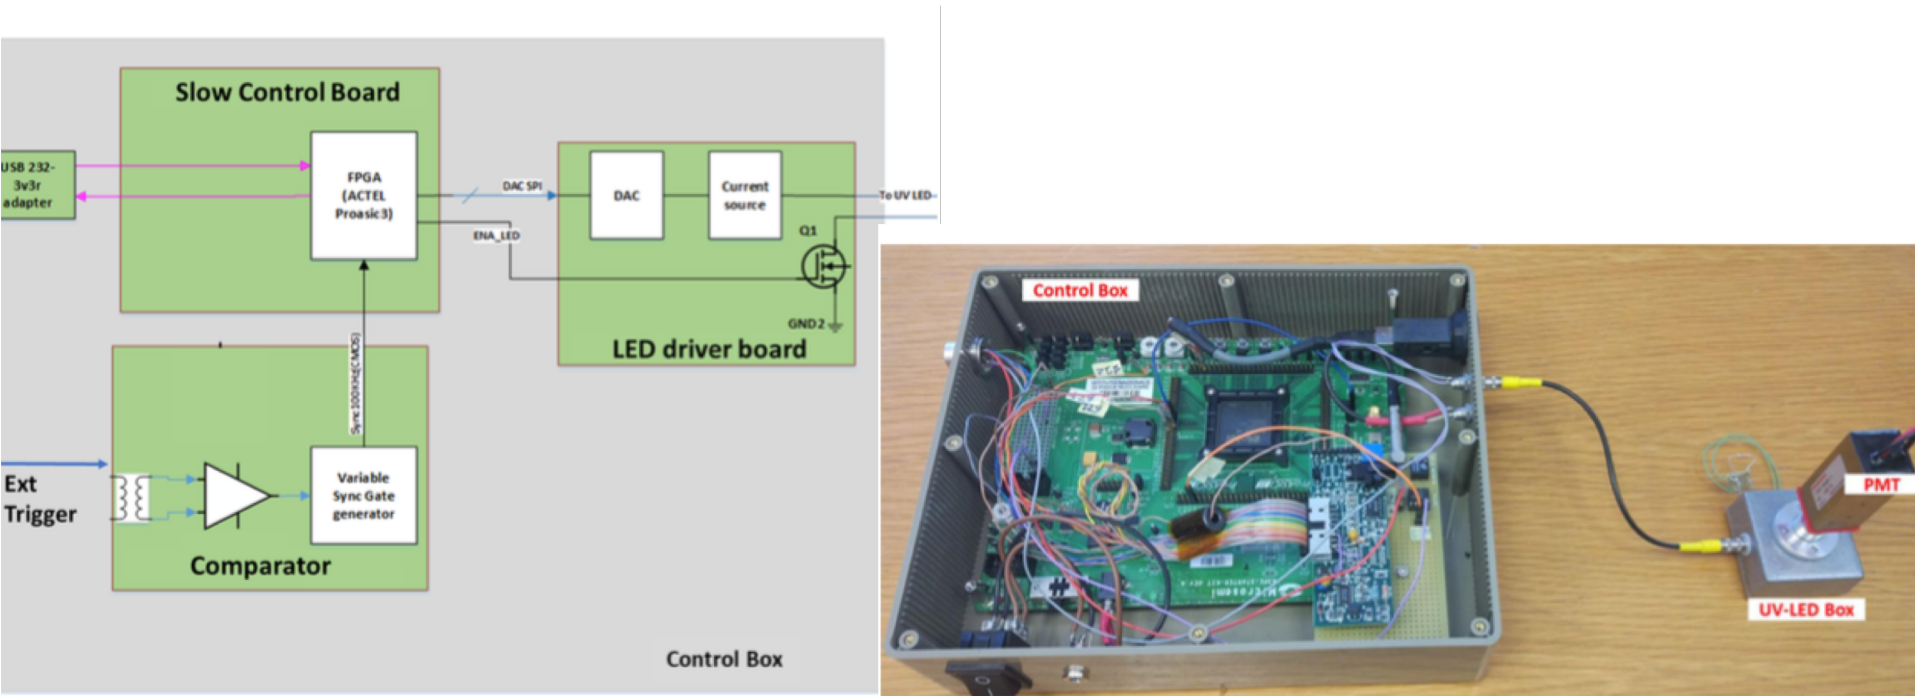 Slow Control Board
USB 232-
3v3r
adapter
FPGA
(ACTEL
Proasic3)
DAC SPI
ENA_LED
DAC
Current
source
To UV LED
Q1
GND2
LED driver board
Sync100KHz(CMOS)
Ext
Trigger
Variable
Sync Gate
generator
Comparator
Control Box
Control Box
PMT
UV-LED Box
Microsemi